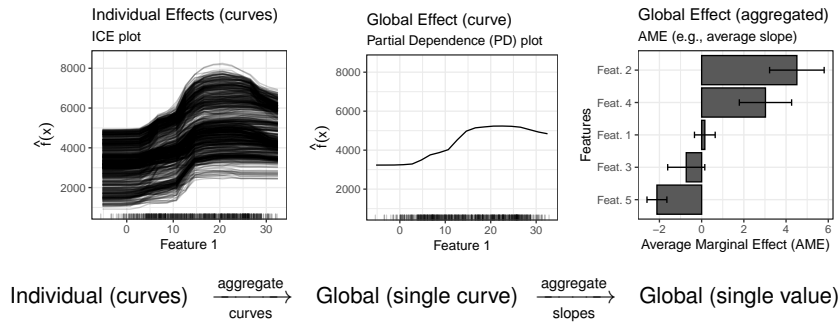 Individual Effects (curves)
ICE plot
8000
6000
4000
2000
f̂(x)
0
10
20
30
Feature 1
Global Effect (curve)
Partial Dependence (PD) plot
8000
6000
4000
2000
f̂(x)
0
10
20
30
Feature 1
Global Effect (aggregated)
AME (e.g., average slope)
Features
Feat. 2
Feat. 4
Feat. 1
Feat. 3
Feat. 5
−2
0
2
4
6
Average Marginal Effect (AME)
Individual (curves)
aggregate
curves
Global (single curve)
aggregate
slopes
Global (single value)